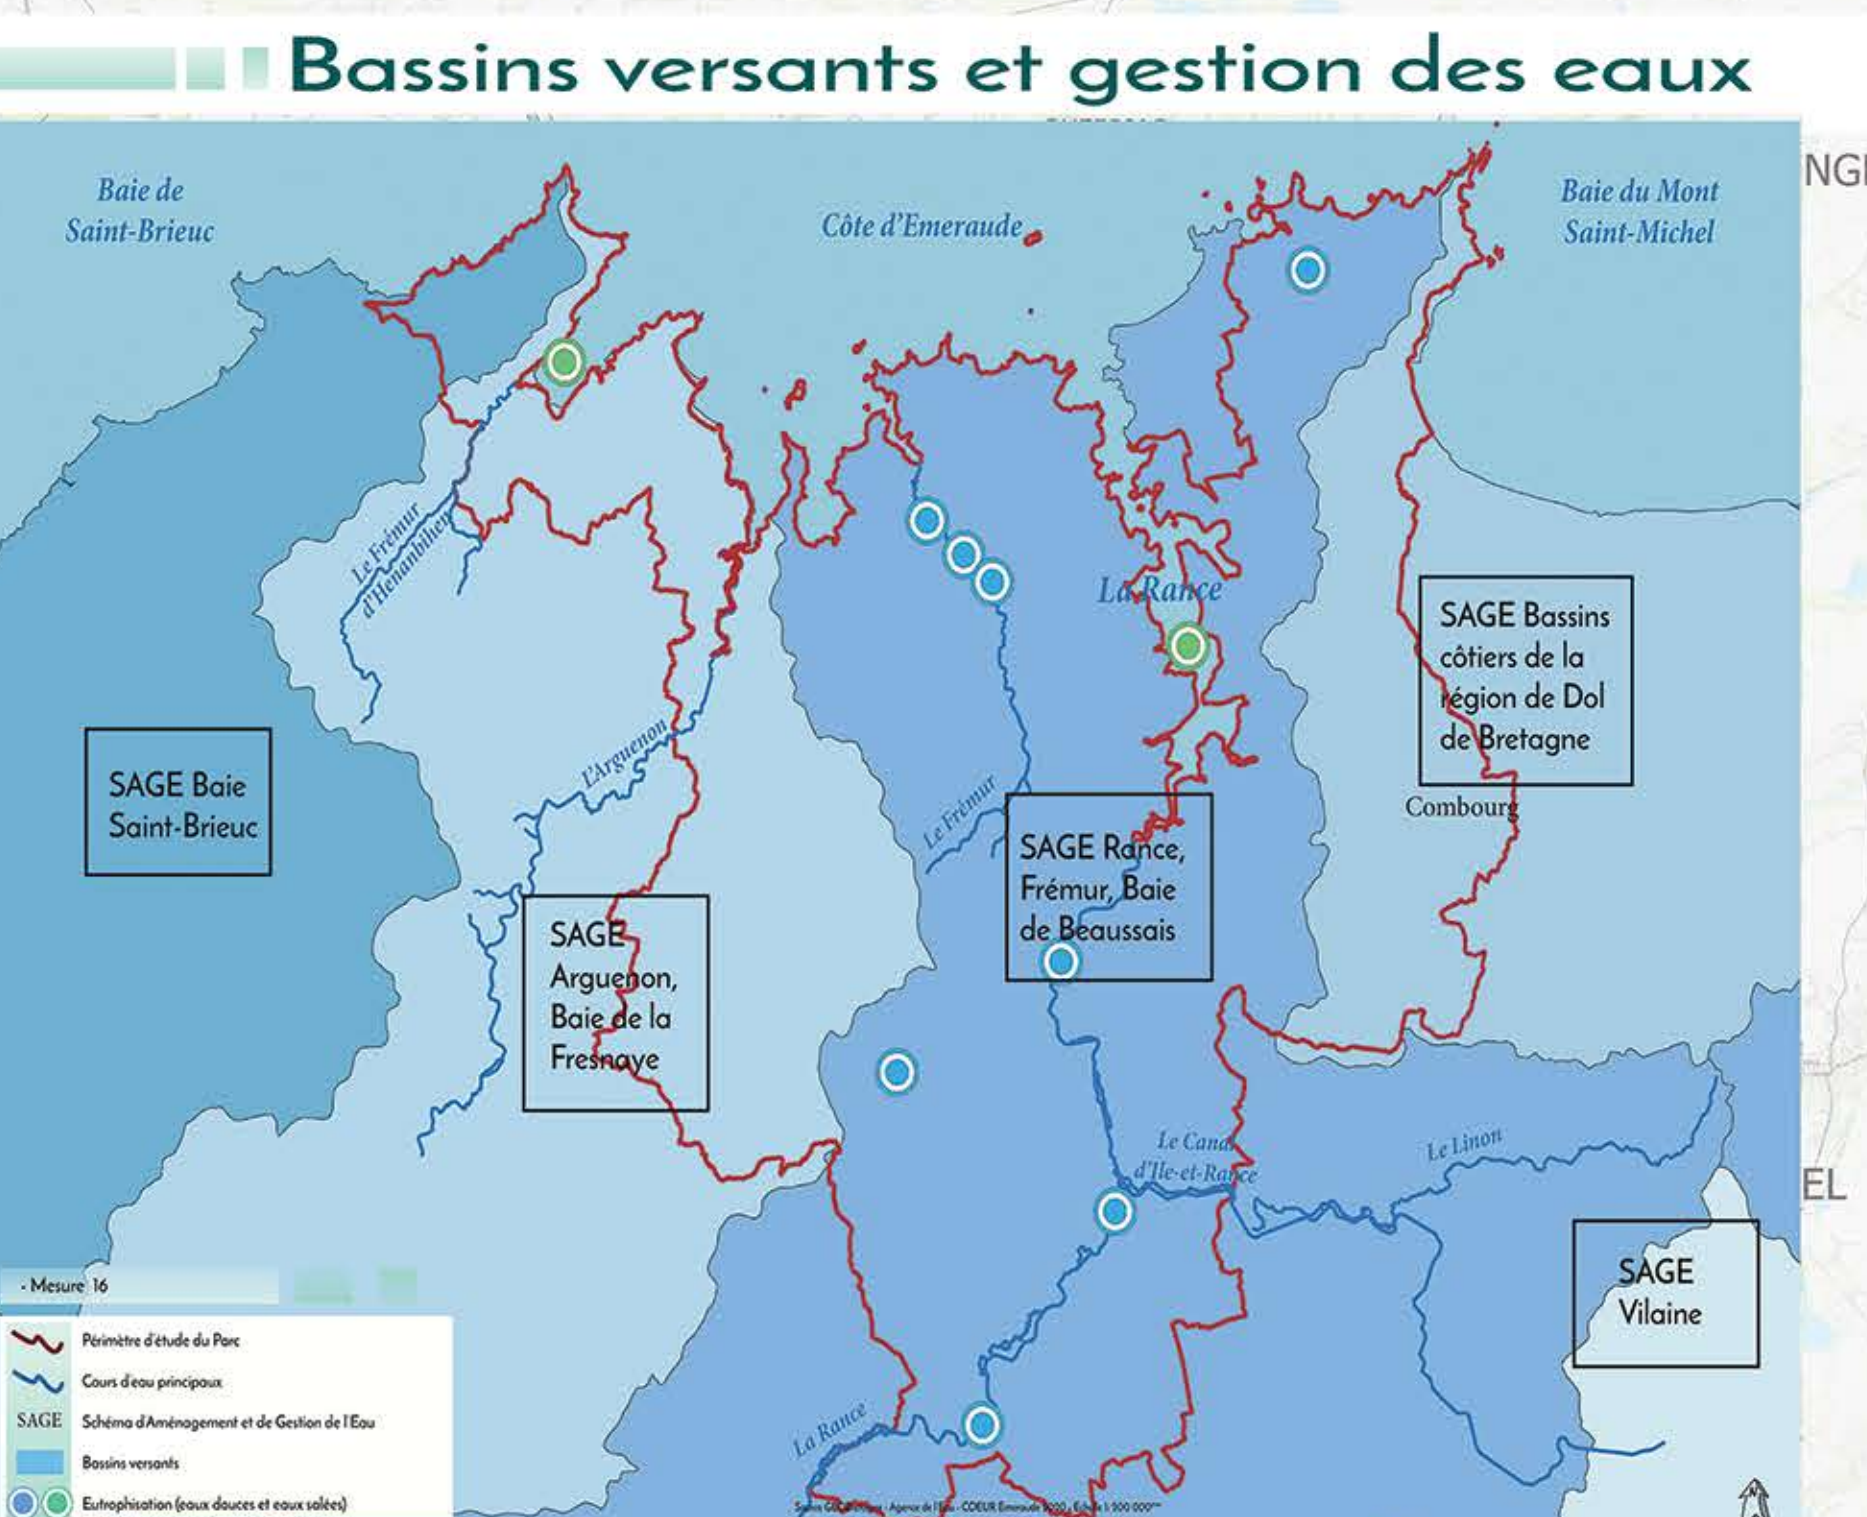 Bassins versants et gestion des eaux
Baie de
Saint-Brieuc
Côte d'Emeraude
Baie du Mont
Saint-Michel
Le Frémur
d'Henanbihen
La Rance
SAGE Bassins
côtiers de la
région de Dol
de Bretagne
Combourg
L'Arguenon
SAGE Baie
Saint-Brieuc
Le Frémur
SAGE Rance,
Frémur, Baie
de Beaussais
SAGE
Arguenon,
Baie de la
Fresnaye
Le Canal
d'Ile-et-Rance
Le Linon
EL
SAGE
Vilaine
La Rance
- Mesure 16
Périmètre d'étude du Parc
Cours d'eau principaux
SAGE Schéma d'Aménagement et de Gestion de l'Eau
Bassins versants
Eutrophisation (eaux douces et eaux salées)
N